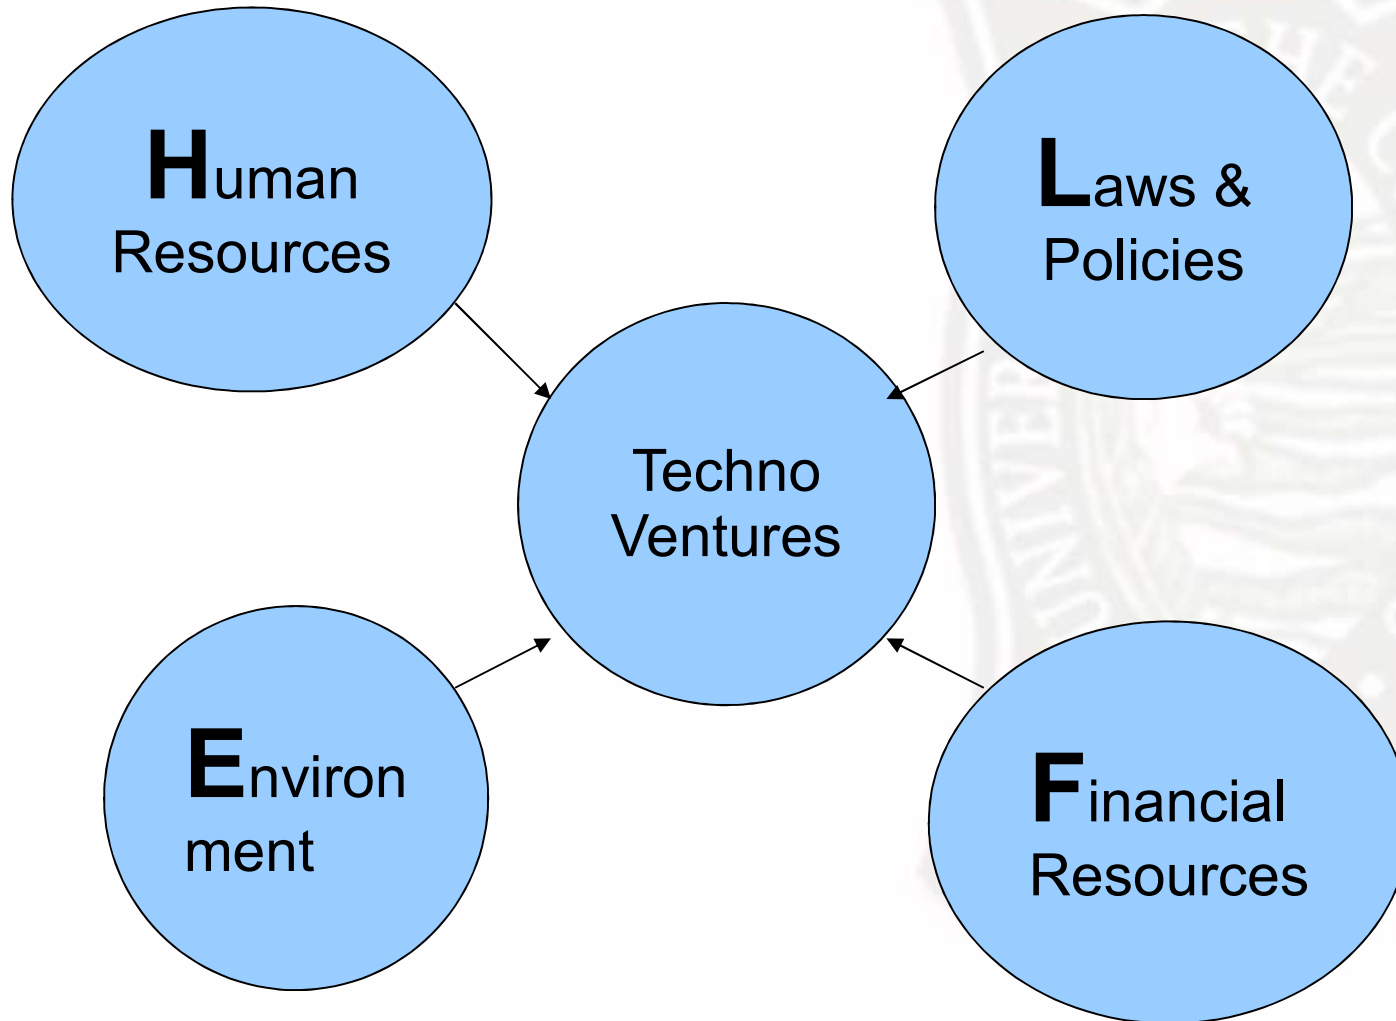 Human
Resources
Laws &
Policies
Techno
Ventures
Environ
ment
Financial
Resources